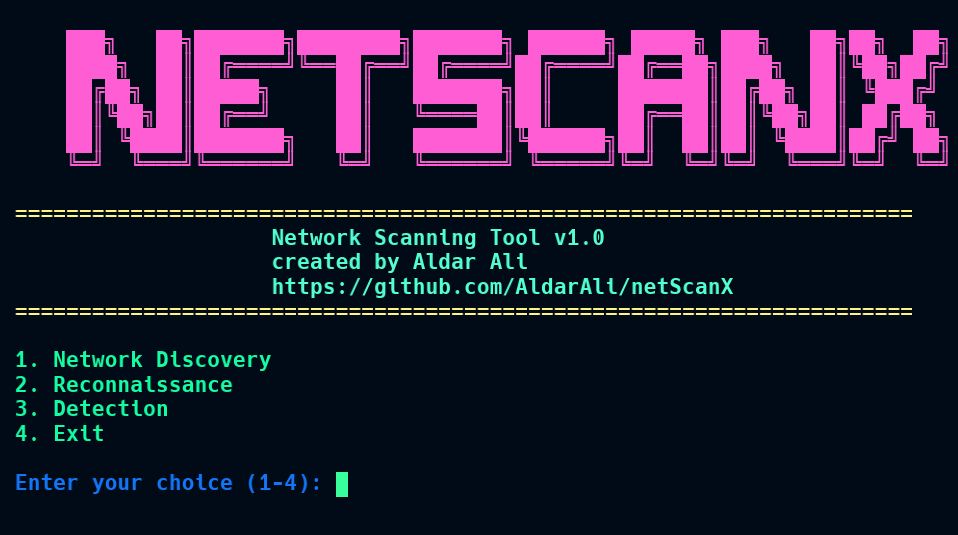 NETSCANX
======================================================================
Network Scanning Tool v1.0
created by Aldar Ali
https://github.com/AldarAli/netScanX
======================================================================
1. Network Discovery
2. Reconnaissance
3. Detection
4. Exit
Enter your choice (1-4):